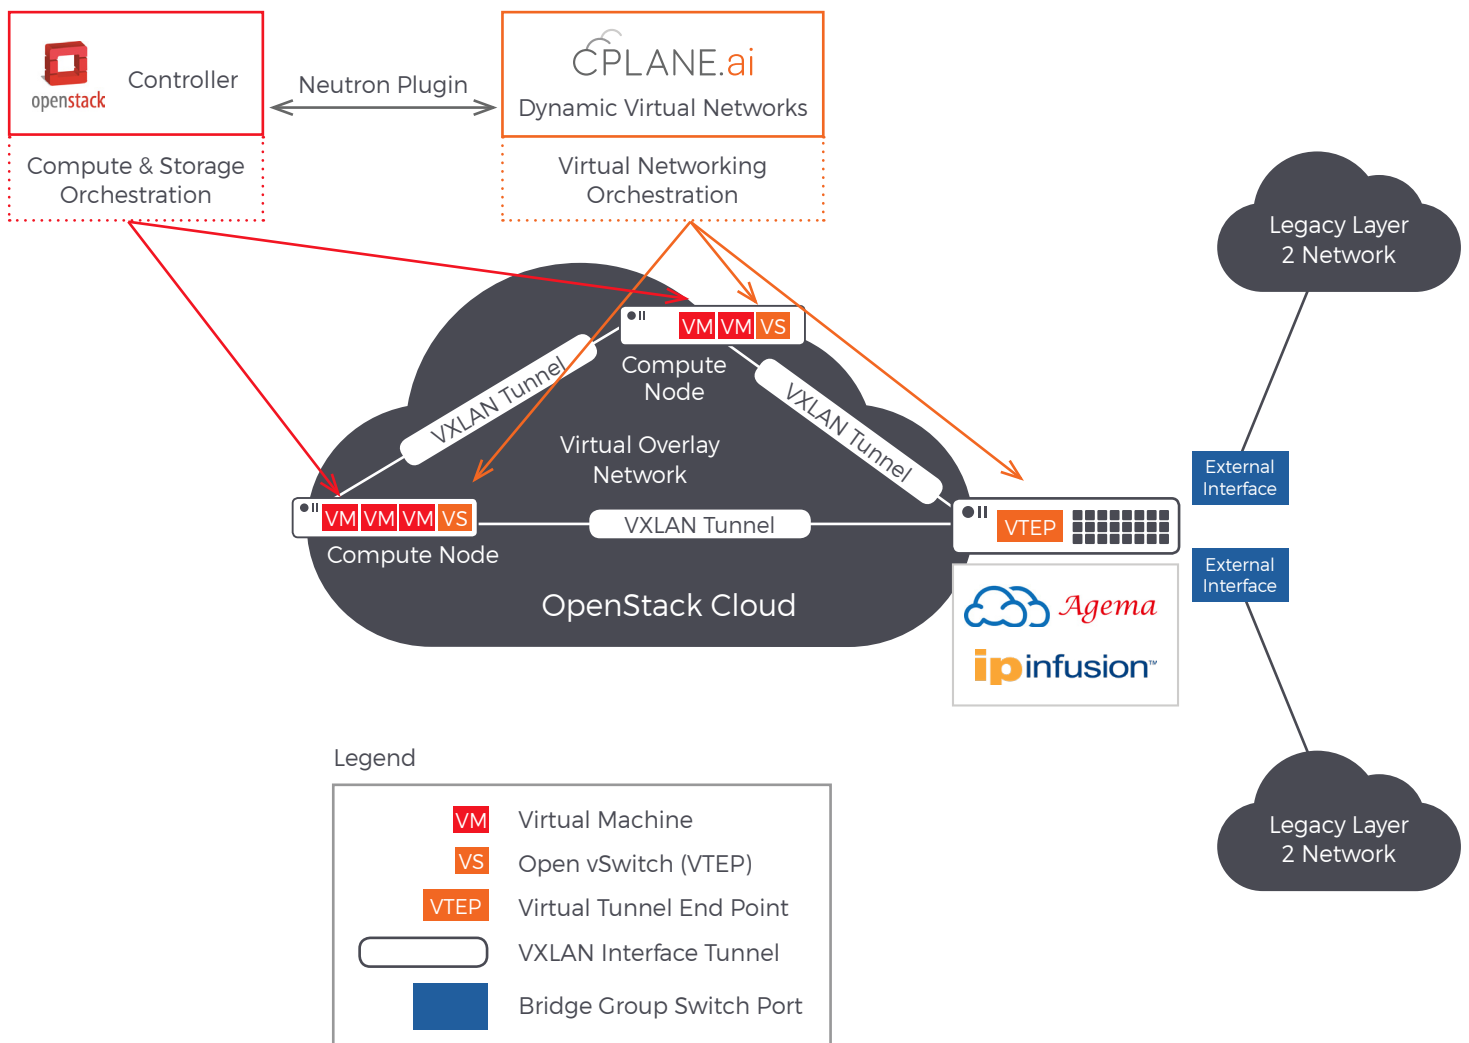 openstack
Controller
Neutron Plugin
CPLANE.ai
Dynamic Virtual Networks
Compute & Storage
Orchestration
Virtual Networking
Orchestration
Legacy Layer
2 Network
VM VM VS
Compute
Node
VXLAN Tunnel
VXLAN Tunnel
Virtual Overlay
Network
External
Interface
VM VM VM VS
Compute Node
VXLAN Tunnel
VTEP
External
Interface
OpenStack Cloud
Agema
ip infusion™
Legend
VM Virtual Machine
VS Open vSwitch (VTEP)
VTEP Virtual Tunnel End Point
VXLAN Interface Tunnel
Bridge Group Switch Port
Legacy Layer
2 Network